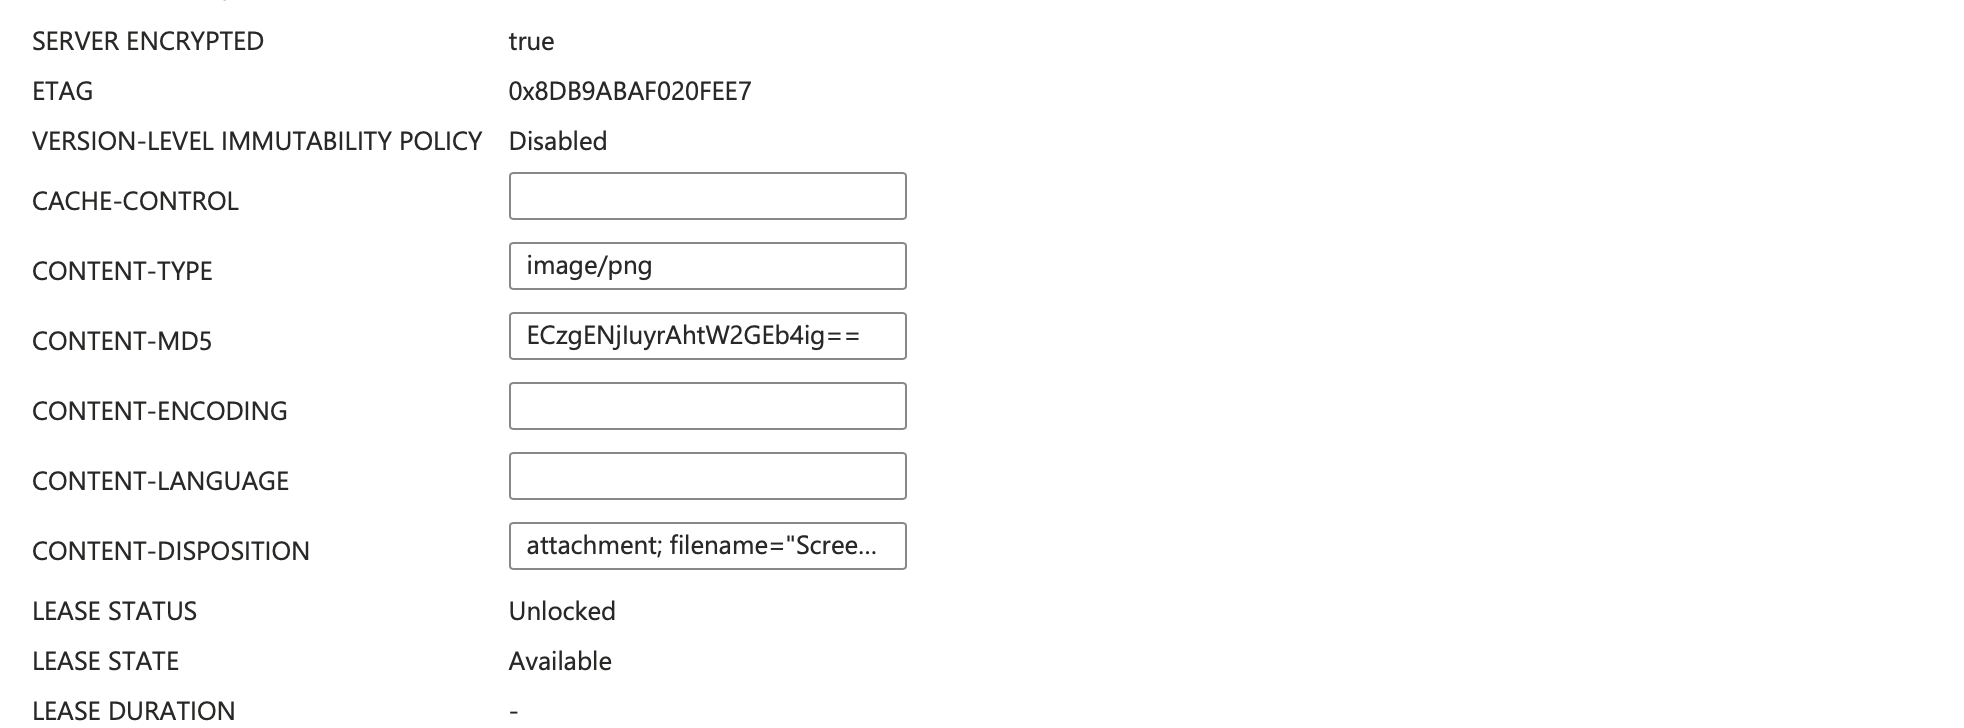 SERVER ENCRYPTED true
ETAG 0x8DB9ABAF020FEE7
VERSION-LEVEL IMMUTABILITY POLICY Disabled
CACHE-CONTROL
CONTENT-TYPE image/png
CONTENT-MD5 ECzgENjIuyrAhtW2GEb4ig==
CONTENT-ENCODING
CONTENT-LANGUAGE
CONTENT-DISPOSITION attachment; filename="Scree...
LEASE STATUS Unlocked
LEASE STATE Available
LEASE DURATION -